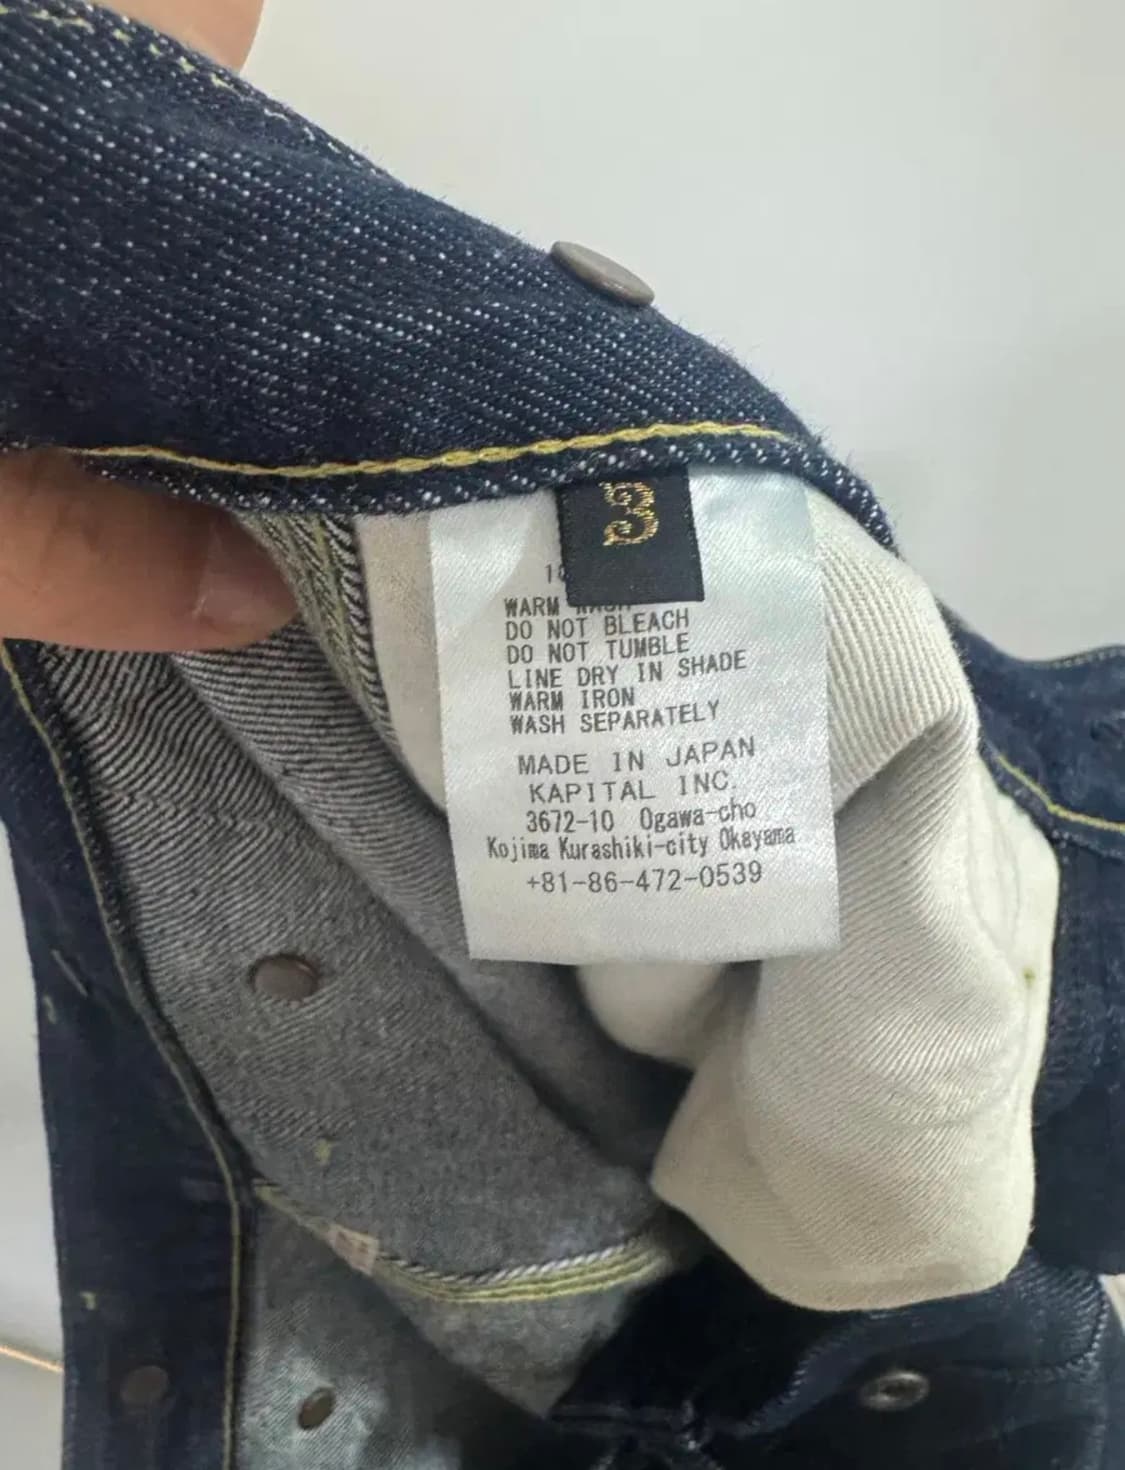 3
WARM WASH
DO NOT BLEACH
DO NOT TUMBLE
LINE DRY IN SHADE
WARM IRON
WASH SEPARATELY
MADE IN JAPAN
KAPITAL INC.
3672-10 Ogawa-cho
Kojima Kurashiki-city Okayama
+81-86-472-0539